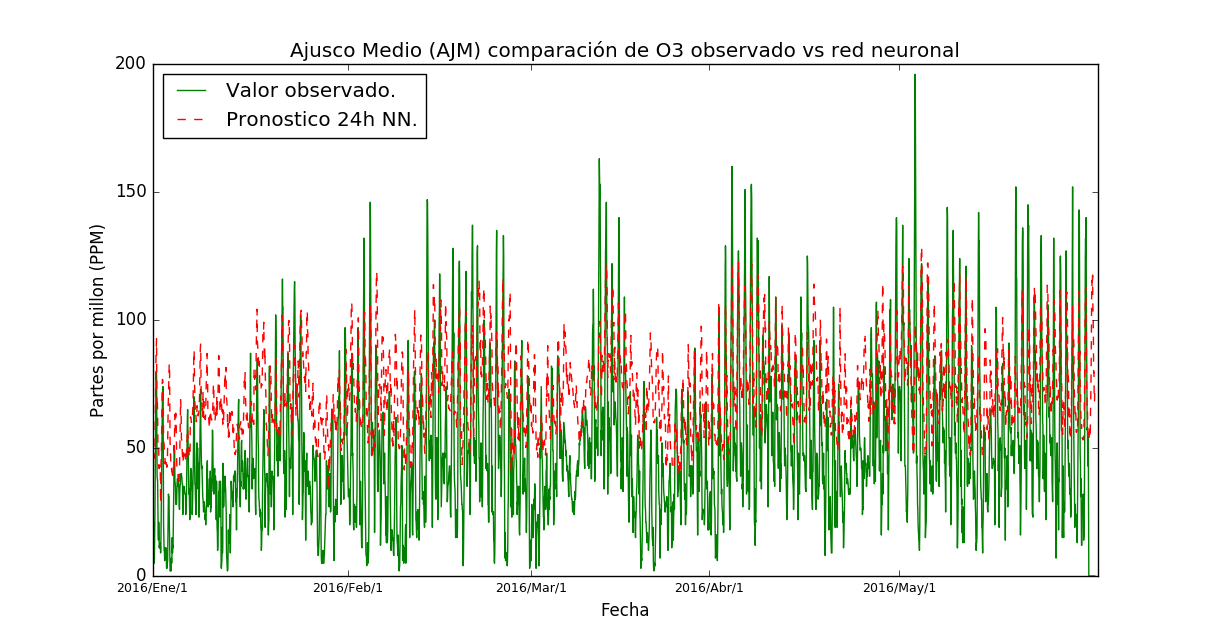 Ajusco Medio (AJM) comparación de O3 observado vs red neuronal
200
Valor observado.
Pronostico 24h NN.
150
100
50
0
Partes por millon (PPM)
2016/Ene/1 2016/Feb/1 2016/Mar/1 2016/Abr/1 2016/May/1
Fecha